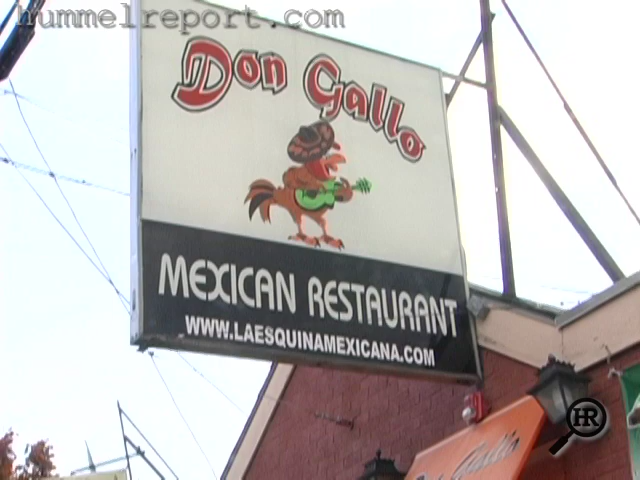 hummelreport.com
Don Gallo
MEXICAN RESTAURANT
WWW.LAESQUINAMEXICANA.COM
HR